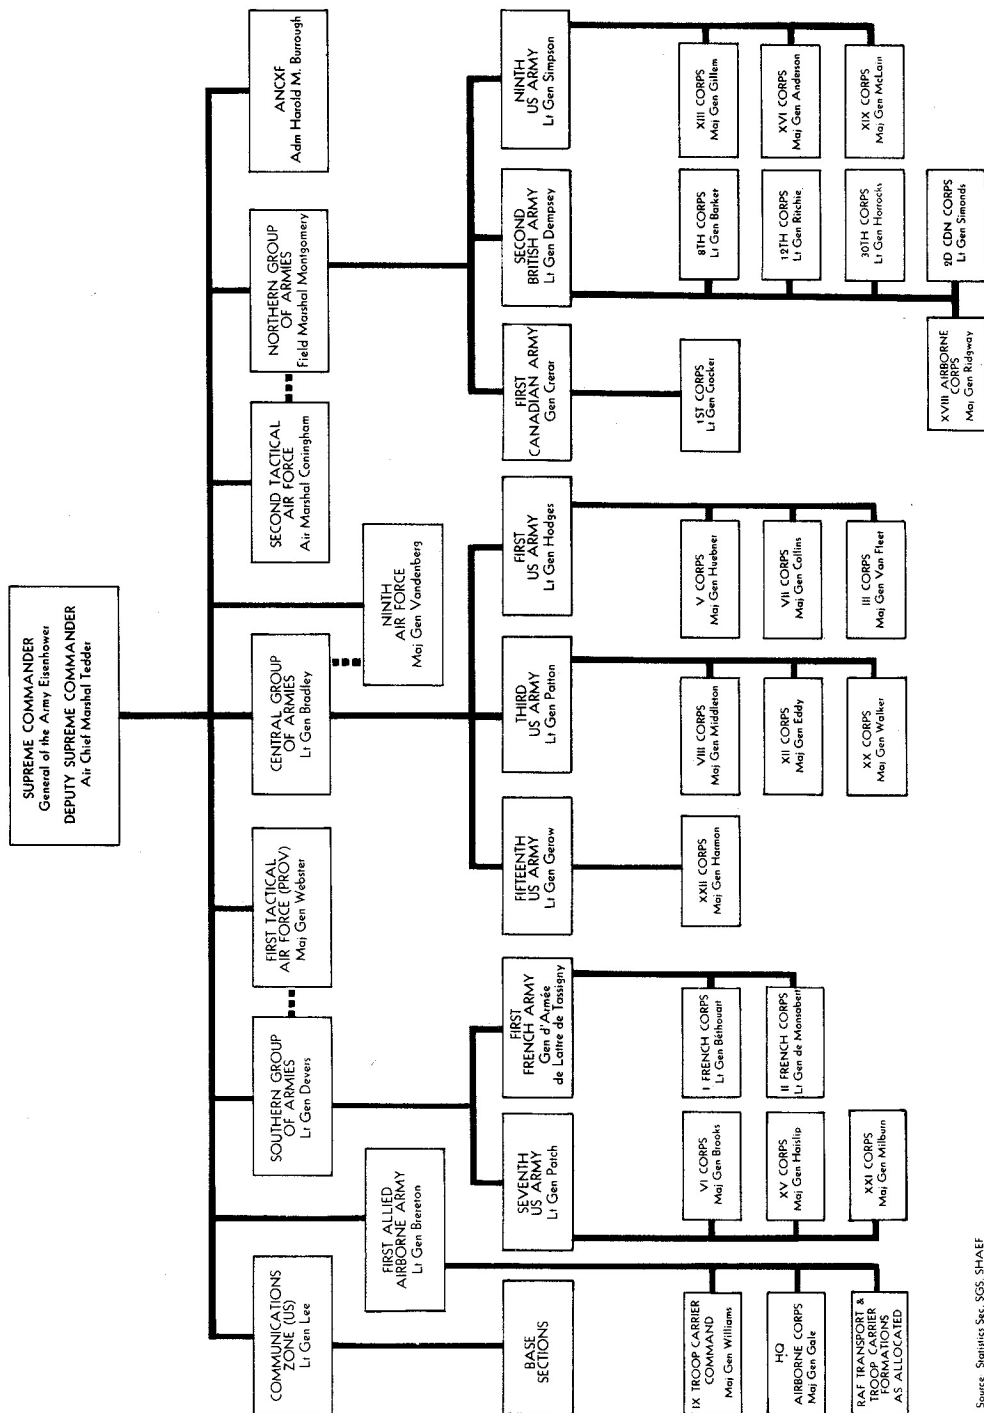 SUPREME COMMANDER
General of the Army Eisenhower
DEPUTY SUPREME COMMANDER
Air Chief Marshal Tedder
COMMUNICATIONS
ZONE (US)
Lt Gen Lee
FIRST ALLIED
AIRBORNE ARMY
Lt Gen Brereton
SOUTHERN GROUP
OF ARMIES
Lt Gen Devers
FIRST TACTICAL
AIR FORCE (PROV)
Maj Gen Webster
CENTRAL GROUP
OF ARMIES
Lt Gen Bradley
NINTH
AIR FORCE
Maj Gen Vandenberg
SECOND TACTICAL
AIR FORCE
Air Marshal Coningham
NORTHERN GROUP
OF ARMIES
Field Marshal Montgomery
ANCXF
Adm Harold M. Burrough
BASE
SECTIONS
SEVENTH
US ARMY
Lt Gen Patch
FIRST
FRENCH ARMY
Gen d'Armée
de Lattre de Tassigny
FIFTEENTH
US ARMY
Lt Gen Gerow
THIRD
US ARMY
Lt Gen Patton
FIRST
US ARMY
Lt Gen Hodges
FIRST
CANADIAN ARMY
Gen Crerar
SECOND
BRITISH ARMY
Lt Gen Dempsey
NINTH
US ARMY
Lt Gen Simpson
IX TROOP CARRIER
COMMAND
Maj Gen Williams
HQ
AIRBORNE CORPS
Maj Gen Gale
RAF TRANSPORT &
TROOP CARRIER
FORMATIONS
AS ALLOCATED
VI CORPS
Maj Gen Brooks
XV CORPS
Maj Gen Haislip
XXI CORPS
Maj Gen Milburn
I FRENCH CORPS
Lt Gen Béthouart
II FRENCH CORPS
Lt Gen de Monsabert
XXII CORPS
Maj Gen Harmon
VIII CORPS
Maj Gen Middleton
XII CORPS
Maj Gen Eddy
XX CORPS
Maj Gen Walker
V CORPS
Maj Gen Huebner
VII CORPS
Maj Gen Collins
III CORPS
Maj Gen Van Fleet
1ST CORPS
Lt Gen Crocker
8TH CORPS
Lt Gen Barket
12TH CORPS
Lt Gen Ritchie
30TH CORPS
Lt Gen Horrocks
XVIII AIRBORNE
CORPS
Maj Gen Ridgway
2D CDN CORPS
Lt Gen Simonds
XIII CORPS
Maj Gen Gillem
XVI CORPS
Maj Gen Anderson
XIX CORPS
Maj Gen McLain
Source: Statistics Sec, SGS, SHAEF